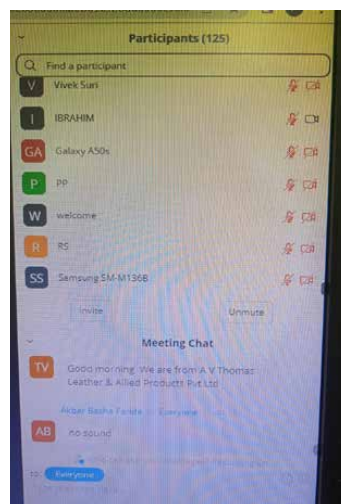 Participants (125)
Find a participant
V Vivek Suri
I IBRAHIM
GA Galaxy A50s
P PP
W welcome
R RS
SS Samsung SM-M136B
Invite Unmute
Meeting Chat
TV Good morning. We are from A V Thomas
Leather & Allied Products Pvt Ltd
Akbar Basha Everyone
AB no sound
To: Everyone